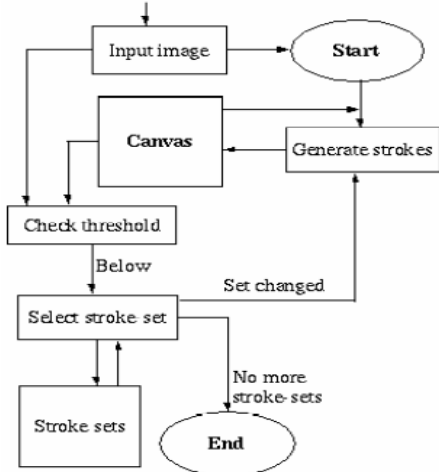 Input image
Start
Canvas
Generate strokes
Check threshold
Below
Set changed
Select stroke set
No more
stroke-sets
Stroke sets
End